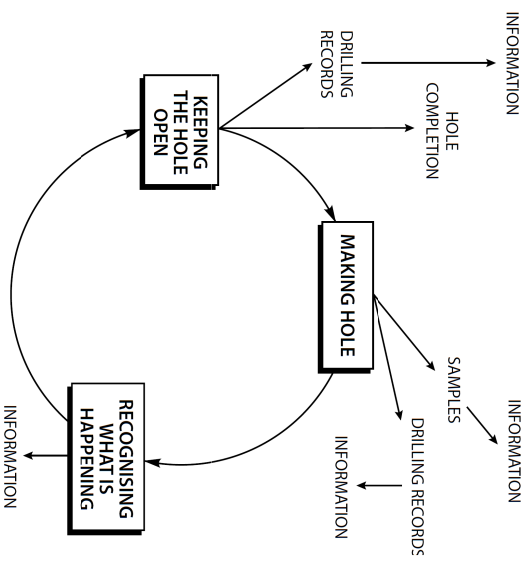 INFORMATION
INFORMATION
HOLE
COMPLETION
SAMPLES
DRILLING RECORDS
DRILLING
RECORDS
MAKING HOLE
INFORMATION
KEEPING
THE HOLE
OPEN
RECOGNISING
WHAT IS
HAPPENING
INFORMATION